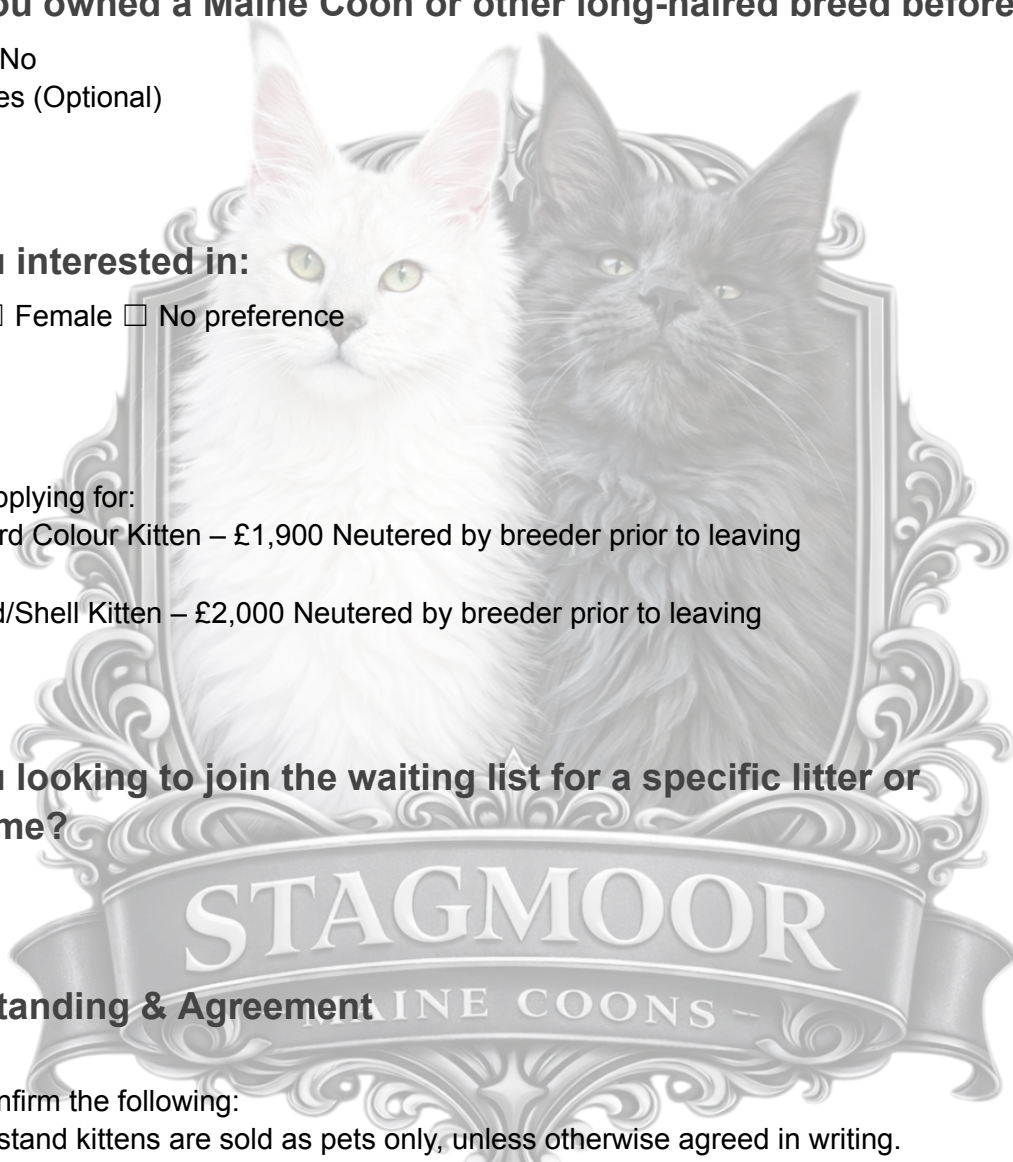 ou owned a Maine Coon or other long-haired breed before
No
es (Optional)
u interested in:
☐ Female ☐ No preference
pplying for:
rd Colour Kitten – £1,900 Neutered by breeder prior to leaving
d/Shell Kitten – £2,000 Neutered by breeder prior to leaving
u looking to join the waiting list for a specific litter or
me?
STAGMOOR
MAINE COONS
tanding & Agreement
nfirm the following:
stand kittens are sold as pets only, unless otherwise agreed in writing.